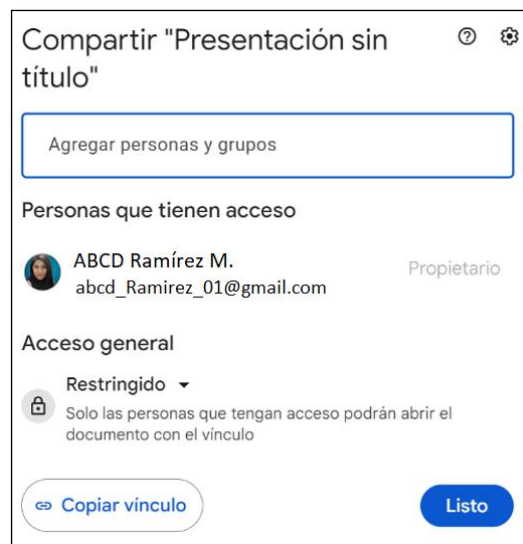 Compartir "Presentación sin
título"
Agregar personas y grupos
Personas que tienen acceso
ABCD Ramírez M.
Propietario
abcd_Ramirez_01@gmail.com
Acceso general
Restringido
Solo las personas que tengan acceso podrán abrir el
documento con el vínculo
Copiar vínculo
Listo